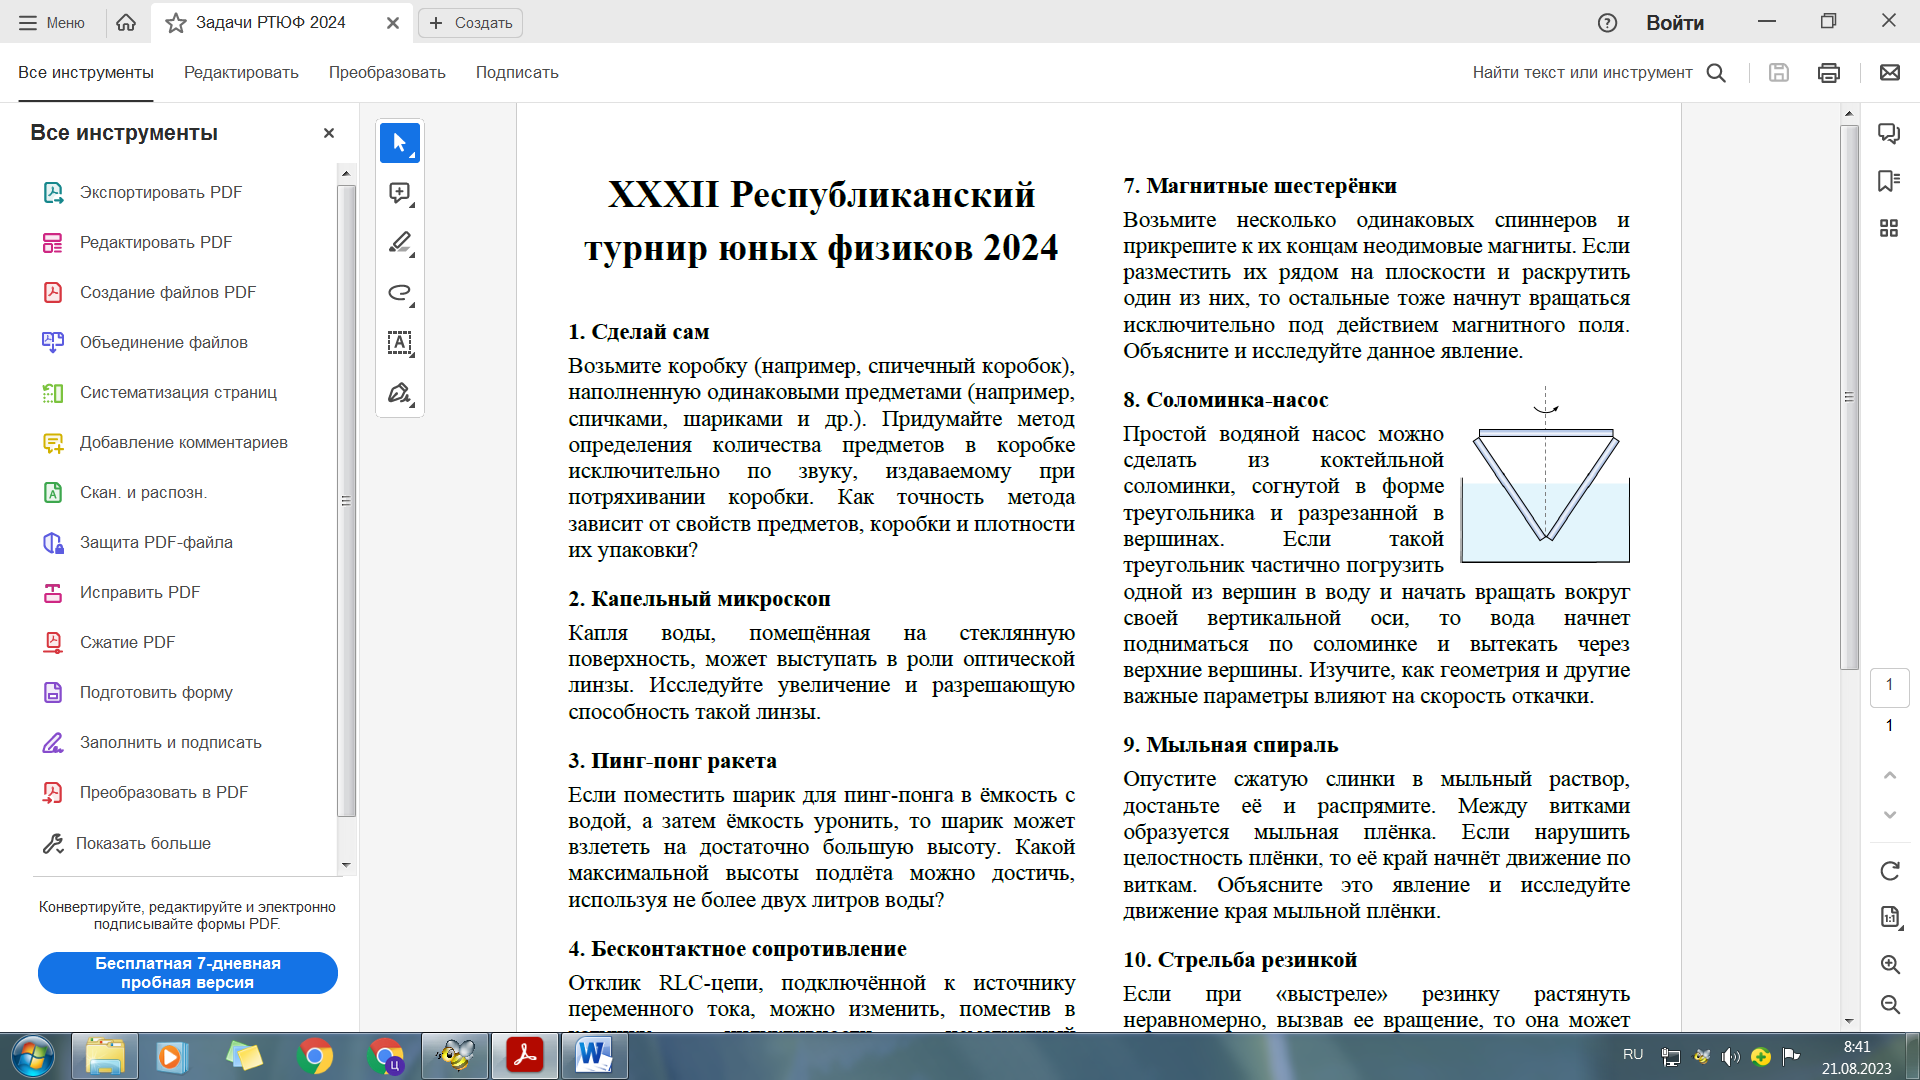 Меню
Задачи РТЮФ 2024
Создать
Войти
Все инструменты
Редактировать
Преобразовать
Подписать
Найти текст или инструмент
Все инструменты
Экспортировать PDF
Редактировать PDF
Создание файлов PDF
Объединение файлов
Систематизация страниц
Добавление комментариев
Скан. и распозн.
Защита PDF-файла
Исправить PDF
Сжатие PDF
Подготовить форму
Заполнить и подписать
Преобразовать в PDF
Показать больше
Конвертируйте, редактируйте и электронно
подписывайте формы PDF.
Бесплатная 7-дневная
пробная версия
XXXII Республиканский
турнир юных физиков 2024
1. Сделай сам
Возьмите коробку (например, спичечный коробок),
наполненную одинаковыми предметами (например,
спичками, шариками и др.). Придумайте метод
определения количества предметов в коробке
исключительно по звуку, издаваемому при
потряхивании коробки. Как точность метода
зависит от свойств предметов, коробки и плотности
их упаковки?
2. Капельный микроскоп
Капля воды, помещённая на стеклянную
поверхность, может выступать в роли оптической
линзы. Исследуйте увеличение и разрешающую
способность такой линзы.
3. Пинг-понг ракета
Если поместить шарик для пинг-понга в ёмкость с
водой, а затем ёмкость уронить, то шарик может
взлететь на достаточно большую высоту. Какой
максимальной высоты подлёта можно достичь,
используя не более двух литров воды?
4. Бесконтактное сопротивление
Отклик RLC-цепи, подключённой к источнику
переменного тока, можно изменить, поместив в
7. Магнитные шестерёнки
Возьмите несколько одинаковых спиннеров и
прикрепите к их концам неодимовые магниты. Если
разместить их рядом на плоскости и раскрутить
один из них, то остальные тоже начнут вращаться
исключительно под действием магнитного поля.
Объясните и исследуйте данное явление.
8. Соломинка-насос
Простой водяной насос можно
сделать из коктейльной
соломинки, согнутой в форме
треугольника и разрезанной в
вершинах. Если такой
треугольник частично погрузить
одной из вершин в воду и начать вращать вокруг
своей вертикальной оси, то вода начнет
подниматься по соломинке и вытекать через
верхние вершины. Изучите, как геометрия и другие
важные параметры влияют на скорость откачки.
9. Мыльная спираль
Опустите сжатую слинки в мыльный раствор,
достаньте её и распрямите. Между витками
образуется мыльная плёнка. Если нарушить
целостность плёнки, то её край начнёт движение по
виткам. Объясните это явление и исследуйте
движение края мыльной плёнки.
10. Стрельба резинкой
Если при «выстреле» резинку растянуть
неравномерно, вызвав ее вращение, то она может
1
1
RU
8:41
21.08.2023